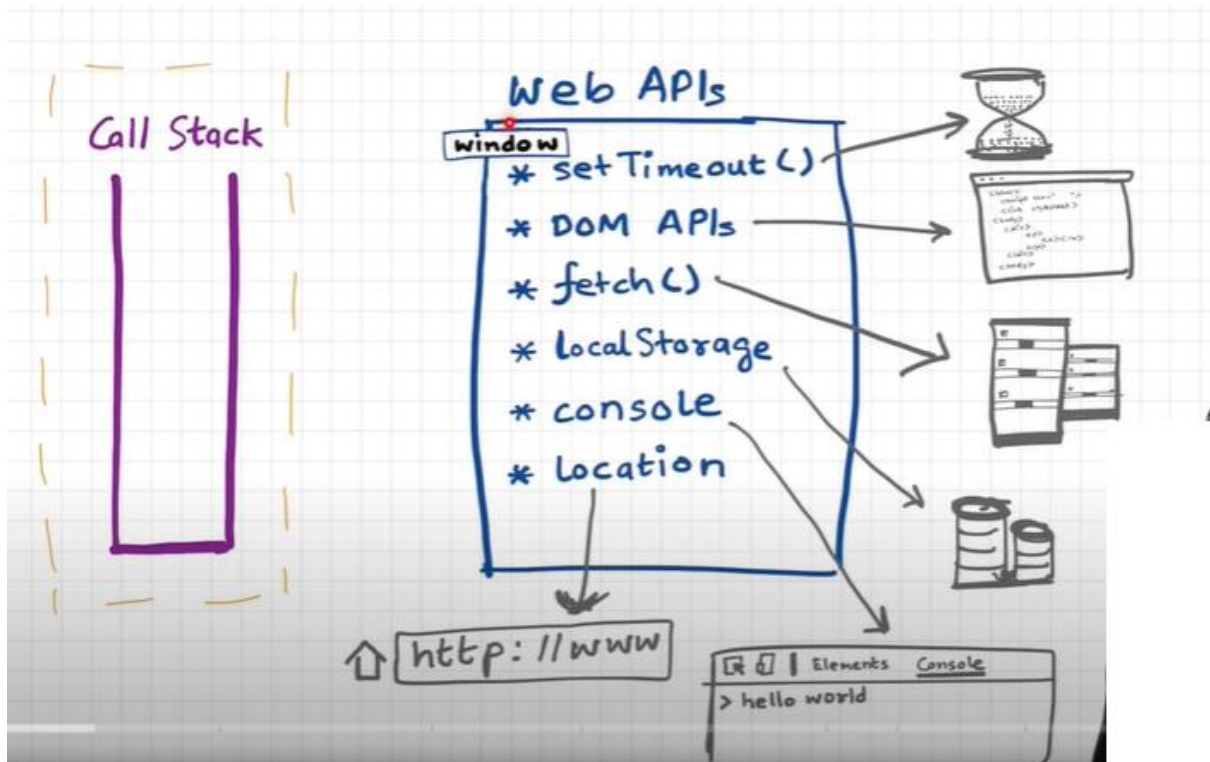 Web APIs
Call Stack
window
* setTimeout()
* DOM APIs
* fetch()
* localStorage
* console
* location
http://www
Elements Console
> hello world